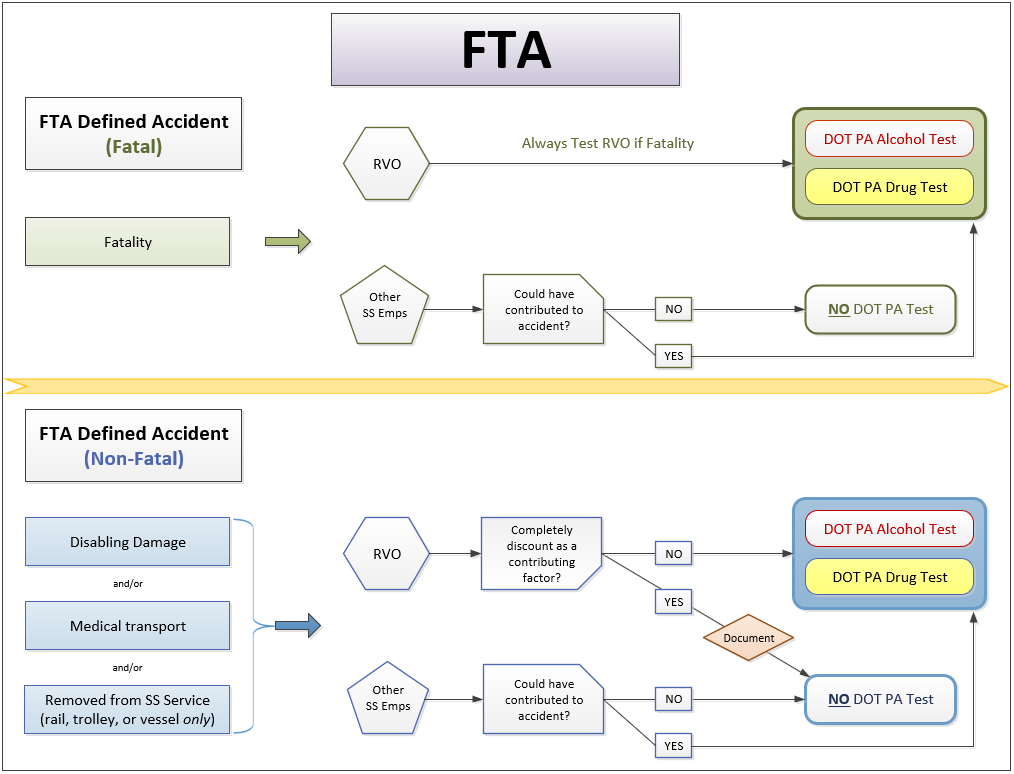 FTA
FTA Defined Accident
(Fatal)
RVO
Always Test RVO if Fatality
DOT PA Alcohol Test
DOT PA Drug Test
Fatality
Other
SS Emps
Could have
contributed to
accident?
NO
NO DOT PA Test
YES
FTA Defined Accident
(Non-Fatal)
Disabling Damage
and/or
Medical transport
and/or
Removed from SS Service
(rail, trolley, or vessel only)
RVO
Completely
discount as a
contributing
factor?
NO
DOT PA Alcohol Test
DOT PA Drug Test
YES
Document
Other
SS Emps
Could have
contributed to
accident?
NO
NO DOT PA Test
YES